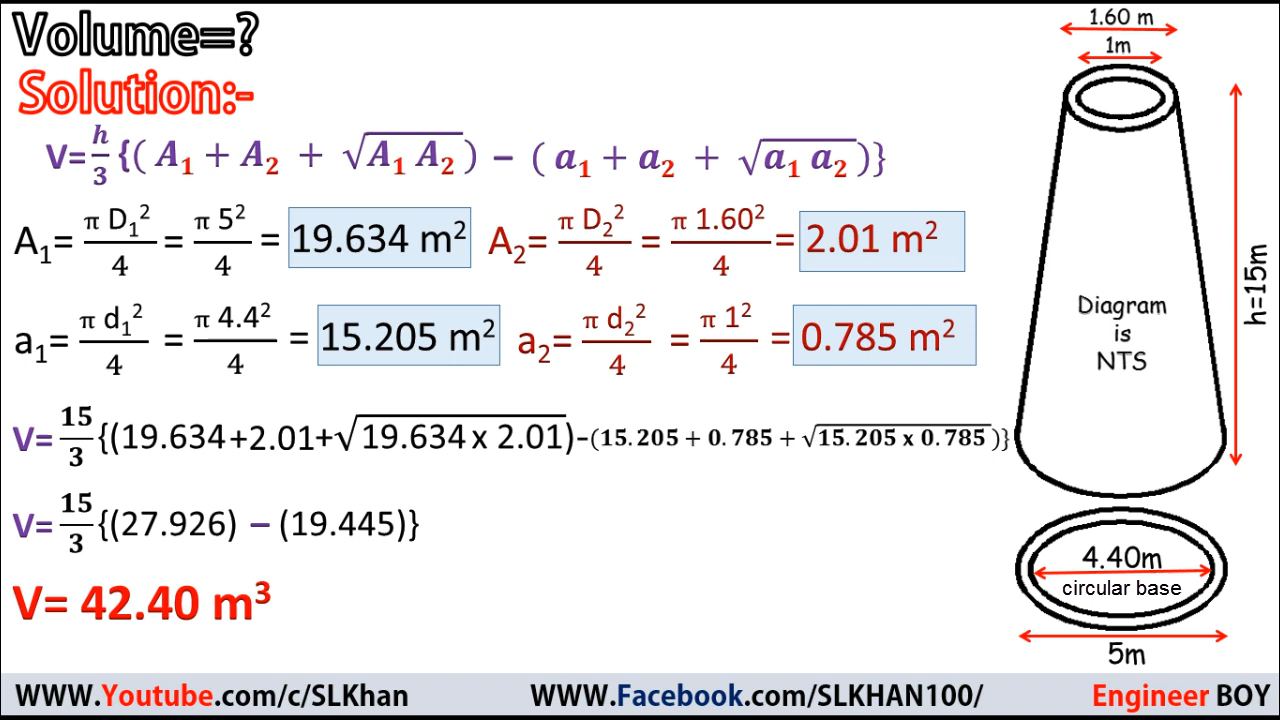 Volume=?
Solution:-
V=h/3 {( A₁ + A₂ + √A₁ A₂ ) − ( a₁ + a₂ + √a₁ a₂ )}
A₁= π D₁²/4 = π 5²/4 = 19.634 m² A₂= π D₂²/4 = π 1.60²/4 = 2.01 m²
a₁= π d₁²/4 = π 4.4²/4 = 15.205 m² a₂= π d₂²/4 = π 1²/4 = 0.785 m²
V= 15/3 {(19.634+2.01+√19.634 x 2.01)-(15.205 + 0.785 + √15.205 x 0.785)}
V= 15/3 {(27.926) − (19.445)}
V= 42.40 m³
1.60 m
1m
h=15m
Diagram
is
NTS
4.40m
circular base
5m
WWW.Youtube.com/c/SLKhan WWW.Facebook.com/SLKHAN100/ Engineer BOY